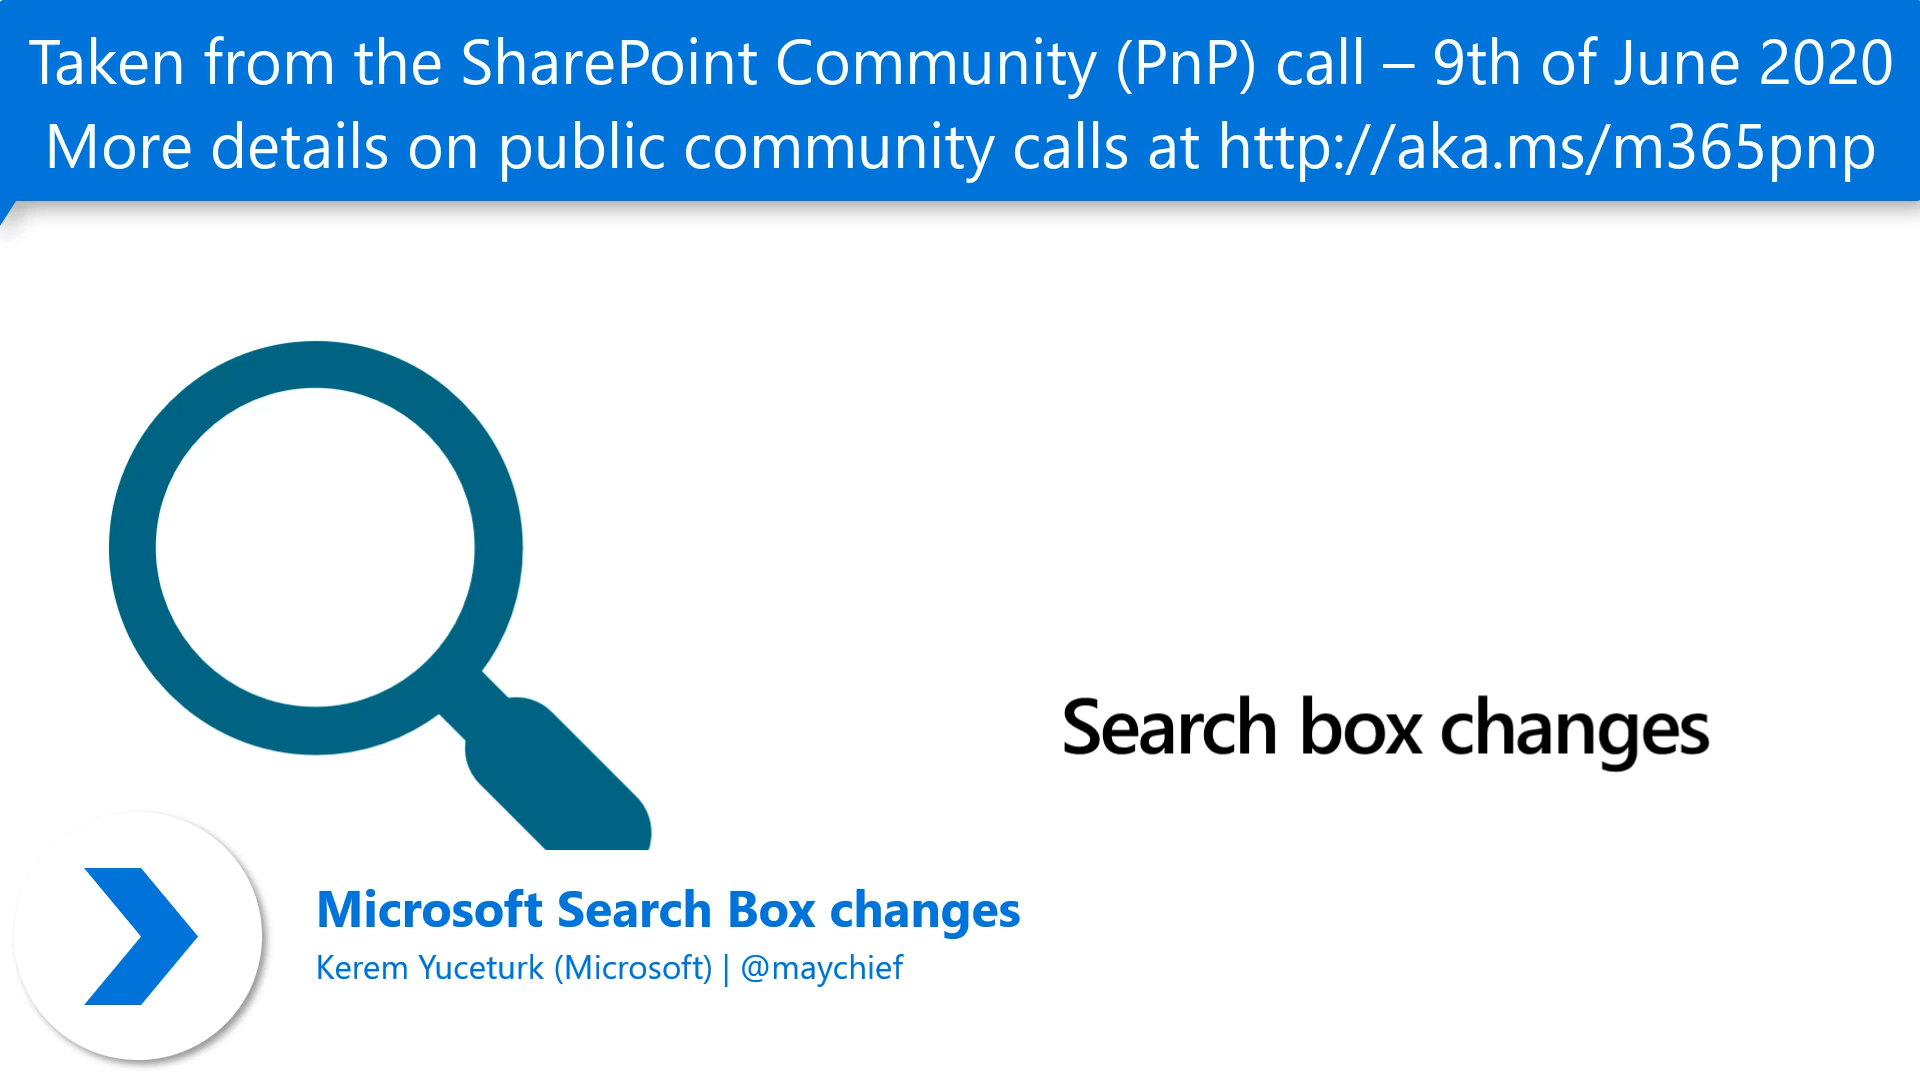 Taken from the SharePoint Community (PnP) call – 9th of June 2020
More details on public community calls at http://aka.ms/m365pnp
Search box changes
Microsoft Search Box changes
Kerem Yuceturk (Microsoft) | @maychief